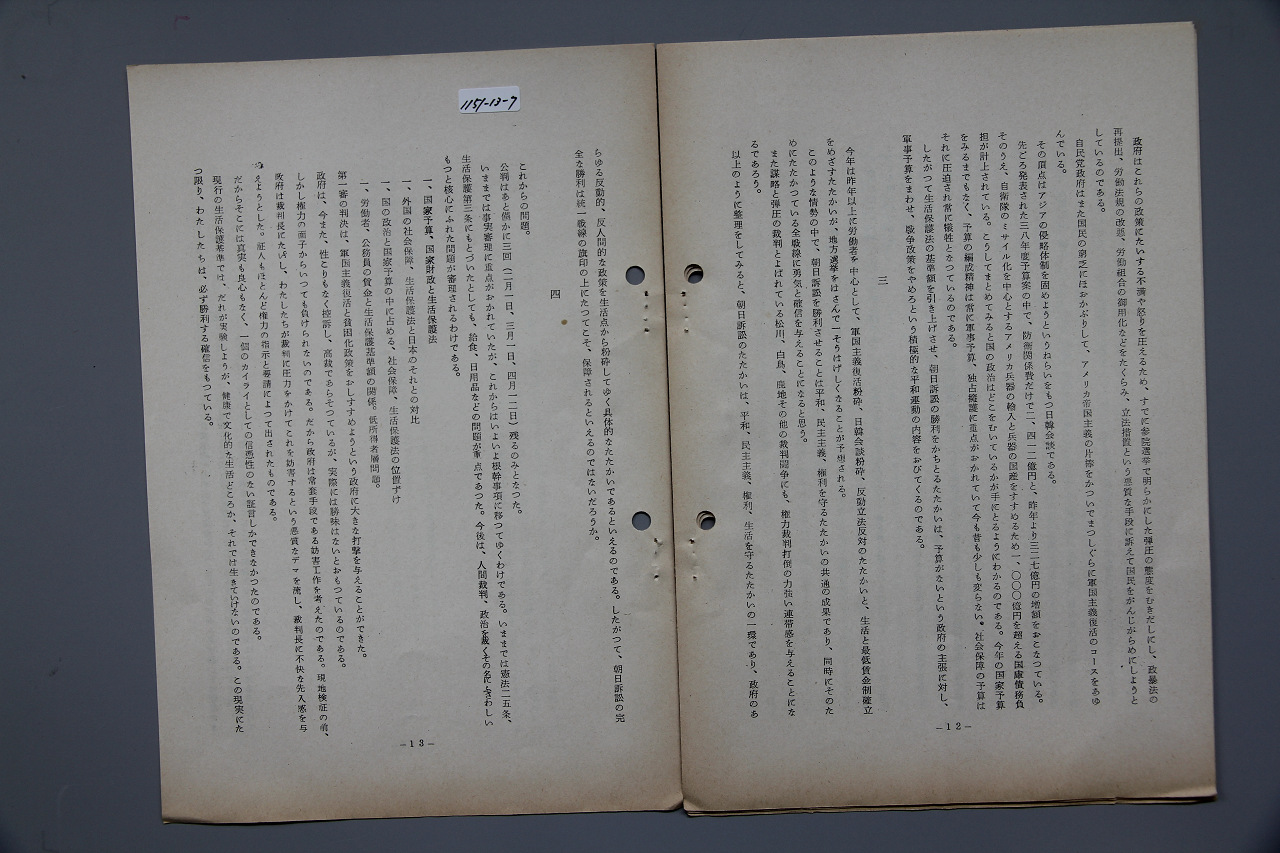 政府はこれらの政策にたいする不満や怒りを圧えるため、すでに参院選挙で明らかにした弾圧の態度をむきだしにし、政暴法の
再提出、労働法規の改悪、労働組合の御用化などをたくらみ、立法措置という悪質な手段に訴えて国民をがんじがらめにしようと
しているのである。
自民党政府はまた国民の窮乏にほおかぶりして、アメリカ帝国主義の片棒をかついでまつしぐらに軍国主義復活のコースをあゆ
んでいる。
その頂点はアジアの侵略体制を固めようというねらいをもつ日韓会談である。
先ごろ発表された三八年度予算案の中で、防衛関係費だけで二、四一二億円と、昨年より三二七億円の増額をおこなつている。
そのうえ、自衛隊のミサイル化を中心とするアメリカ兵器の輸入と兵器の国産をすすめるため一、〇〇〇億円を超える国庫債務負
担が計上されている。こうしてまとめてみると国の政治はどこをむいているかが手にとるようにわかるのである。今年の国家予算
をみるまでもなく、予算の編成精神は常に軍事予算、独占擁護に重点がおかれていて今も昔も少しも変らない。社会保障の予算は
それに圧迫され常に犠牲となつているのである。
したがつて生活保護法の基準額を引き上げさせ、朝日訴訟の勝利をかちとるたたかいは、予算がないという政府の主張に対し、
軍事予算をまわせ、戦争政策をやめろという積極的な平和運動の内容をおびてくるのである。
三
今年は昨年以上に労働者を中心として、軍国主義復活粉砕、日韓会談粉砕、反動立法反対のたたかいと、生活と最低賃金制確立
をめざすたたかいが、地方選挙をはさんで一そうはげしくなることが予想される。
このような情勢の中で、朝日訴訟を勝利させることは平和、民主主義、権利を守るたたかいの共通の成果であり、同時にそのた
めにたたかつている全戦線に勇気と確信を与えることになると思う。
また謀略と弾圧の裁判とよばれている松川、白鳥、鹿地その他の裁判闘争にも、権力裁判打倒の力強い連帯感を与えることにな
るであろう。
以上のように整理をしてみると、朝日訴訟のたたかいは、平和、民主主義、権利、生活を守るたたかいの一環であり、政府のあ
―12―
1151-13-7
らゆる反動的、反人間的な政策を生活点から粉砕してゆく具体的なたたかいであるといえるのである。したがつて、朝日訴訟の完
全な勝利は統一戦線の旗印の上にたつてこそ、保障されるといえるのではないだろうか。
四
これからの問題。
公判はあと僅かに三回（二月一日、三月一日、四月一二日）残るのみとなつた。
いままでは事実審理に重点がおかれていたが、これからはいよいよ根幹事項に移つてゆくわけである。いままでは憲法二五条、
生活保護第三条にもとづいたとしても、給食、日用品などの問題が重点であつた。今後は、人間裁判、政治を裁くその名にふさわしい
もつと核心にふれた問題が審理されるわけである。
一、国家予算、国家財政と生活保護法
一、外国の社会保障、生活保護法と日本のそれとの対比
一、国の政治と国家予算の中に占める、社会保障、生活保護法の位置ずけ
一、労働者、公務員の賃金と生活保護基準額の関係。低所得者層問題。
第一審の判決は、軍国主義復活と貧困化政策をおしすすめようという政府に大きな打撃を与えることができた。
政府は、今また、性こりもなく控訴し、高裁であらそつているが、実際には勝味はないとおもつているのである。
しかし権力の面子からいつても負けられないのである。だから政府は常套手段である妨害工作を考えたのである。現地検証の前、
政府は裁判長にたいし、わたしたちが裁判に圧力をかけてこれを妨害するという悪質なデマを流し、裁判長に不快な先入感を与
えようとした。証人もほとんど権力の指示と要請によつて出されたものである。
だからそこには真実も良心もなく、一個のカイライとしての信憑性のない証言しかできなかつたのである。
現行の生活保護基準では、だれが実験しようが、健康で文化的な生活どころか、それでは生きていけないのである。この現実にた
つ限り、わたしたちは、必ず勝利する確信をもつている。
―13―